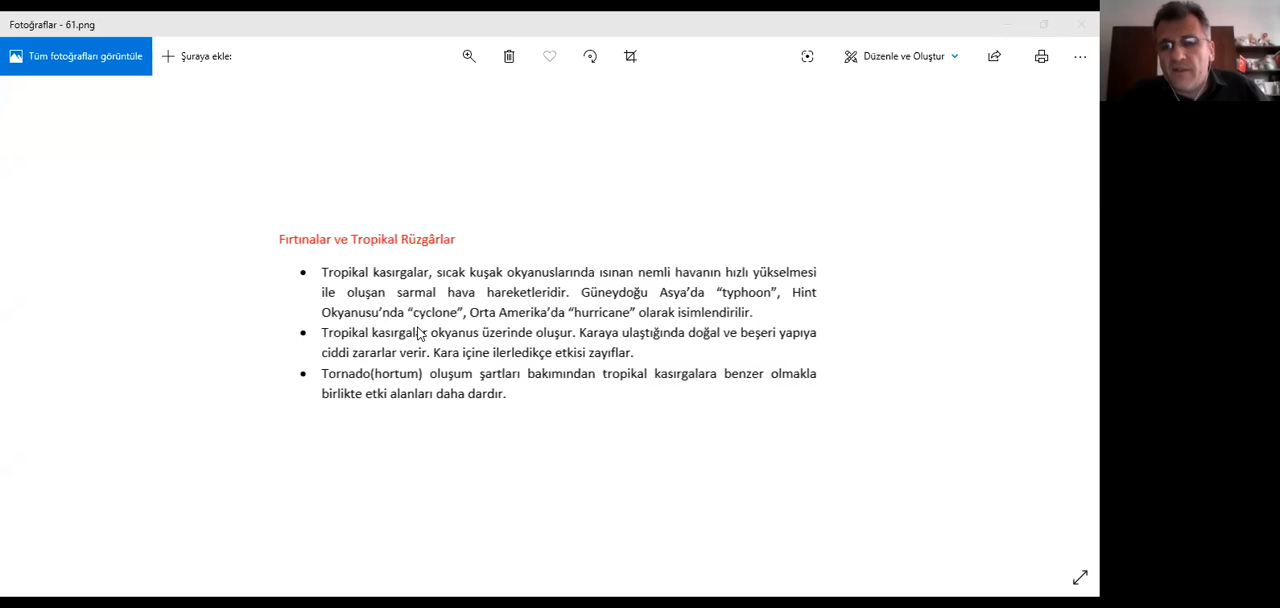 Fotoğraflar - 61.png
Tüm fotoğrafları görüntüle
Şuraya ekle:
Düzenle ve Oluştur
Fırtınalar ve Tropikal Rüzgârlar
• Tropikal kasırgalar, sıcak kuşak okyanuslarında ısınan nemli havanın hızlı yükselmesi
ile oluşan sarmal hava hareketleridir. Güneydoğu Asya’da “typhoon”, Hint
Okyanusu’nda “cyclone”, Orta Amerika’da “hurricane” olarak isimlendirilir.
• Tropikal kasırgalar okyanus üzerinde oluşur. Karaya ulaştığında doğal ve beşeri yapıya
ciddi zararlar verir. Kara içine ilerledikçe etkisi zayıflar.
• Tornado(hortum) oluşum şartları bakımından tropikal kasırgalara benzer olmakla
birlikte etki alanları daha dardır.